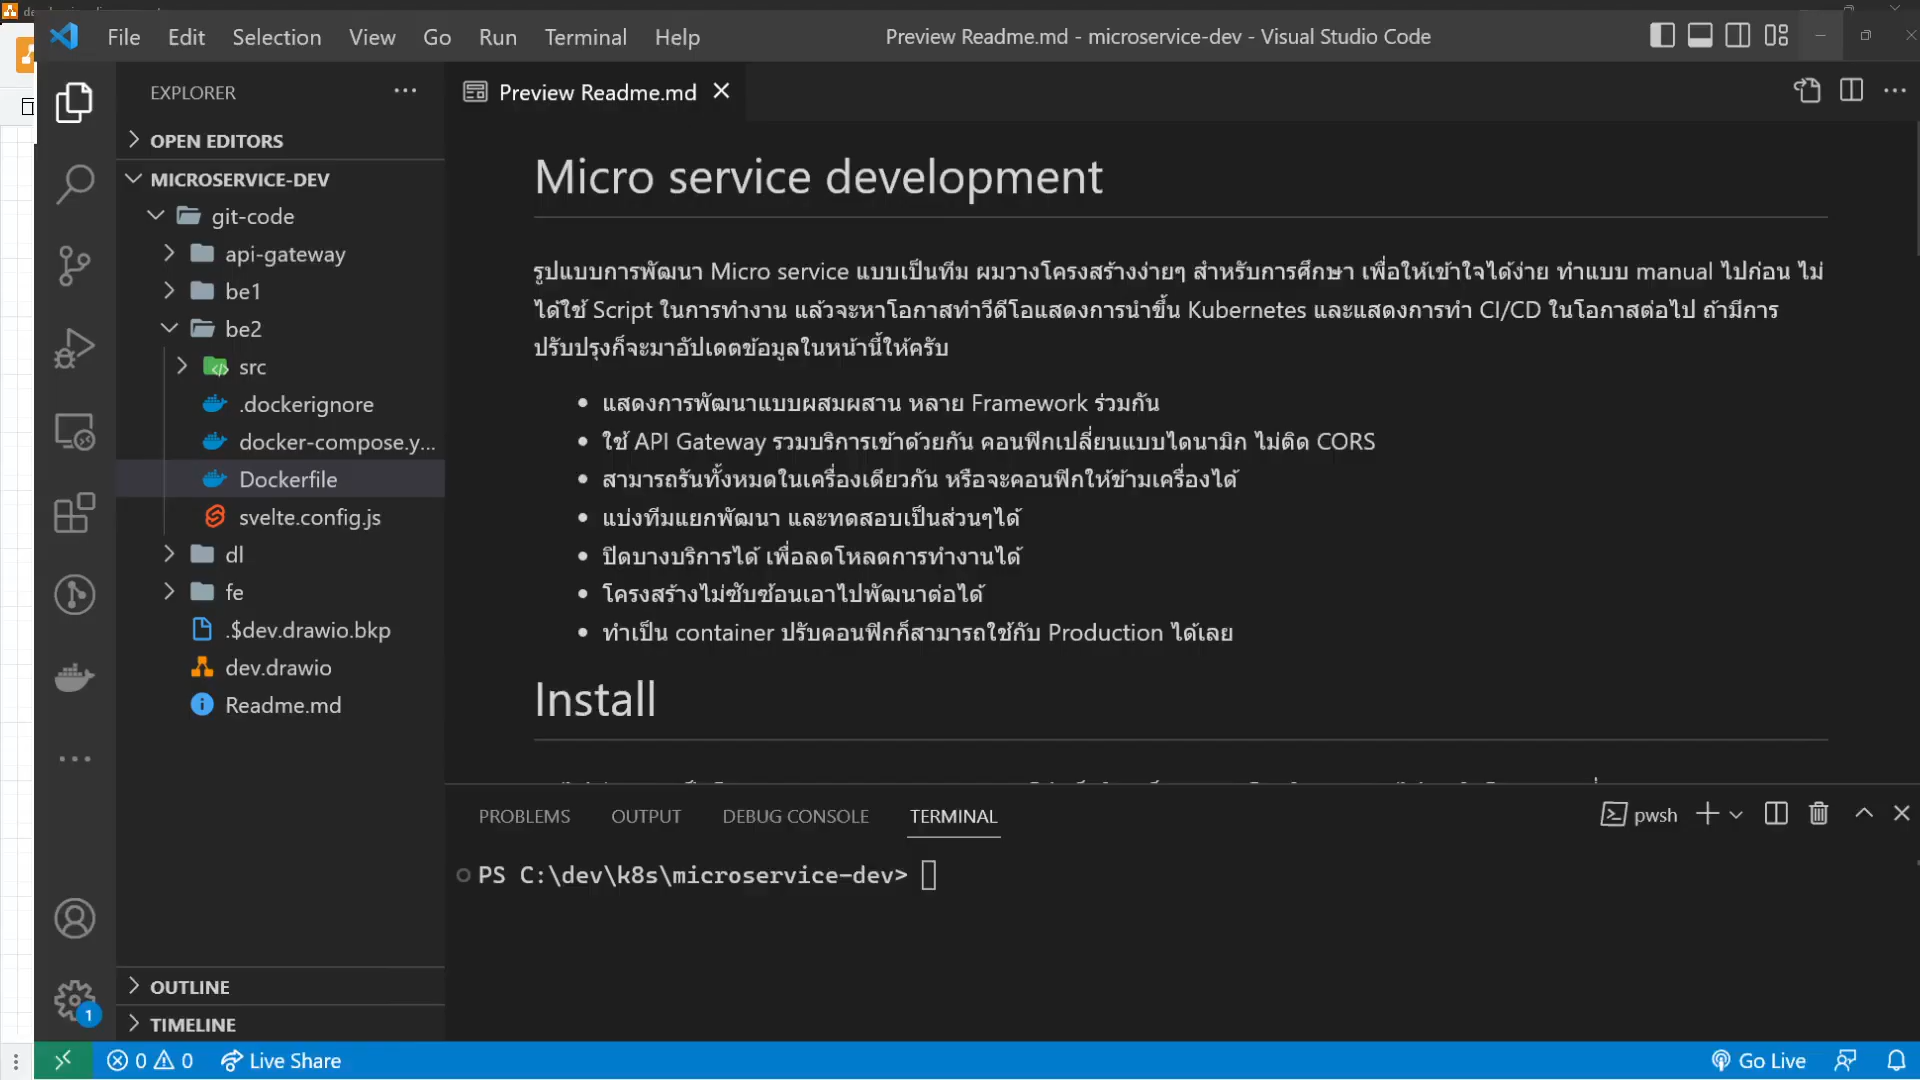 File Edit Selection View Go Run Terminal Help
Preview Readme.md - microservice-dev - Visual Studio Code
EXPLORER
OPEN EDITORS
MICROSERVICE-DEV
git-code
api-gateway
be1
be2
src
.dockerignore
docker-compose.y...
Dockerfile
svelte.config.js
dl
fe
.$dev.drawio.bkp
dev.drawio
Readme.md
OUTLINE
TIMELINE
Preview Readme.md
Micro service development
รูปแบบการพัฒนา Micro service แบบเป็นทีม ผมวางโครงสร้างง่ายๆ สำหรับการศึกษา เพื่อให้เข้าใจได้ง่าย ทำแบบ manual ไปก่อน ไม่
ได้ใช้ Script ในการทำงาน แล้วจะหาโอกาสทำวีดีโอแสดงการนำขึ้น Kubernetes และแสดงการทำ CI/CD ในโอกาสต่อไป ถ้ามีการ
ปรับปรุงก็จะมาอัปเดตข้อมูลในหน้านี้ให้ครับ
แสดงการพัฒนาแบบผสมผสาน หลาย Framework ร่วมกัน
ใช้ API Gateway รวมบริการเข้าด้วยกัน คอนฟิกเปลี่ยนแบบไดนามิก ไม่ติด CORS
สามารถรันทั้งหมดในเครื่องเดียวกัน หรือจะคอนฟิกให้ข้ามเครื่องได้
แบ่งทีมแยกพัฒนา และทดสอบเป็นส่วนๆได้
ปิดบางบริการได้ เพื่อลดโหลดการทำงานได้
โครงสร้างไม่ซับซ้อนเอาไปพัฒนาต่อได้
ทำเป็น container ปรับคอนฟิกก็สามารถใช้กับ Production ได้เลย
Install
PROBLEMS OUTPUT DEBUG CONSOLE TERMINAL
pwsh
PS C:\dev\k8s\microservice-dev>
1
0 0 Live Share
Go Live